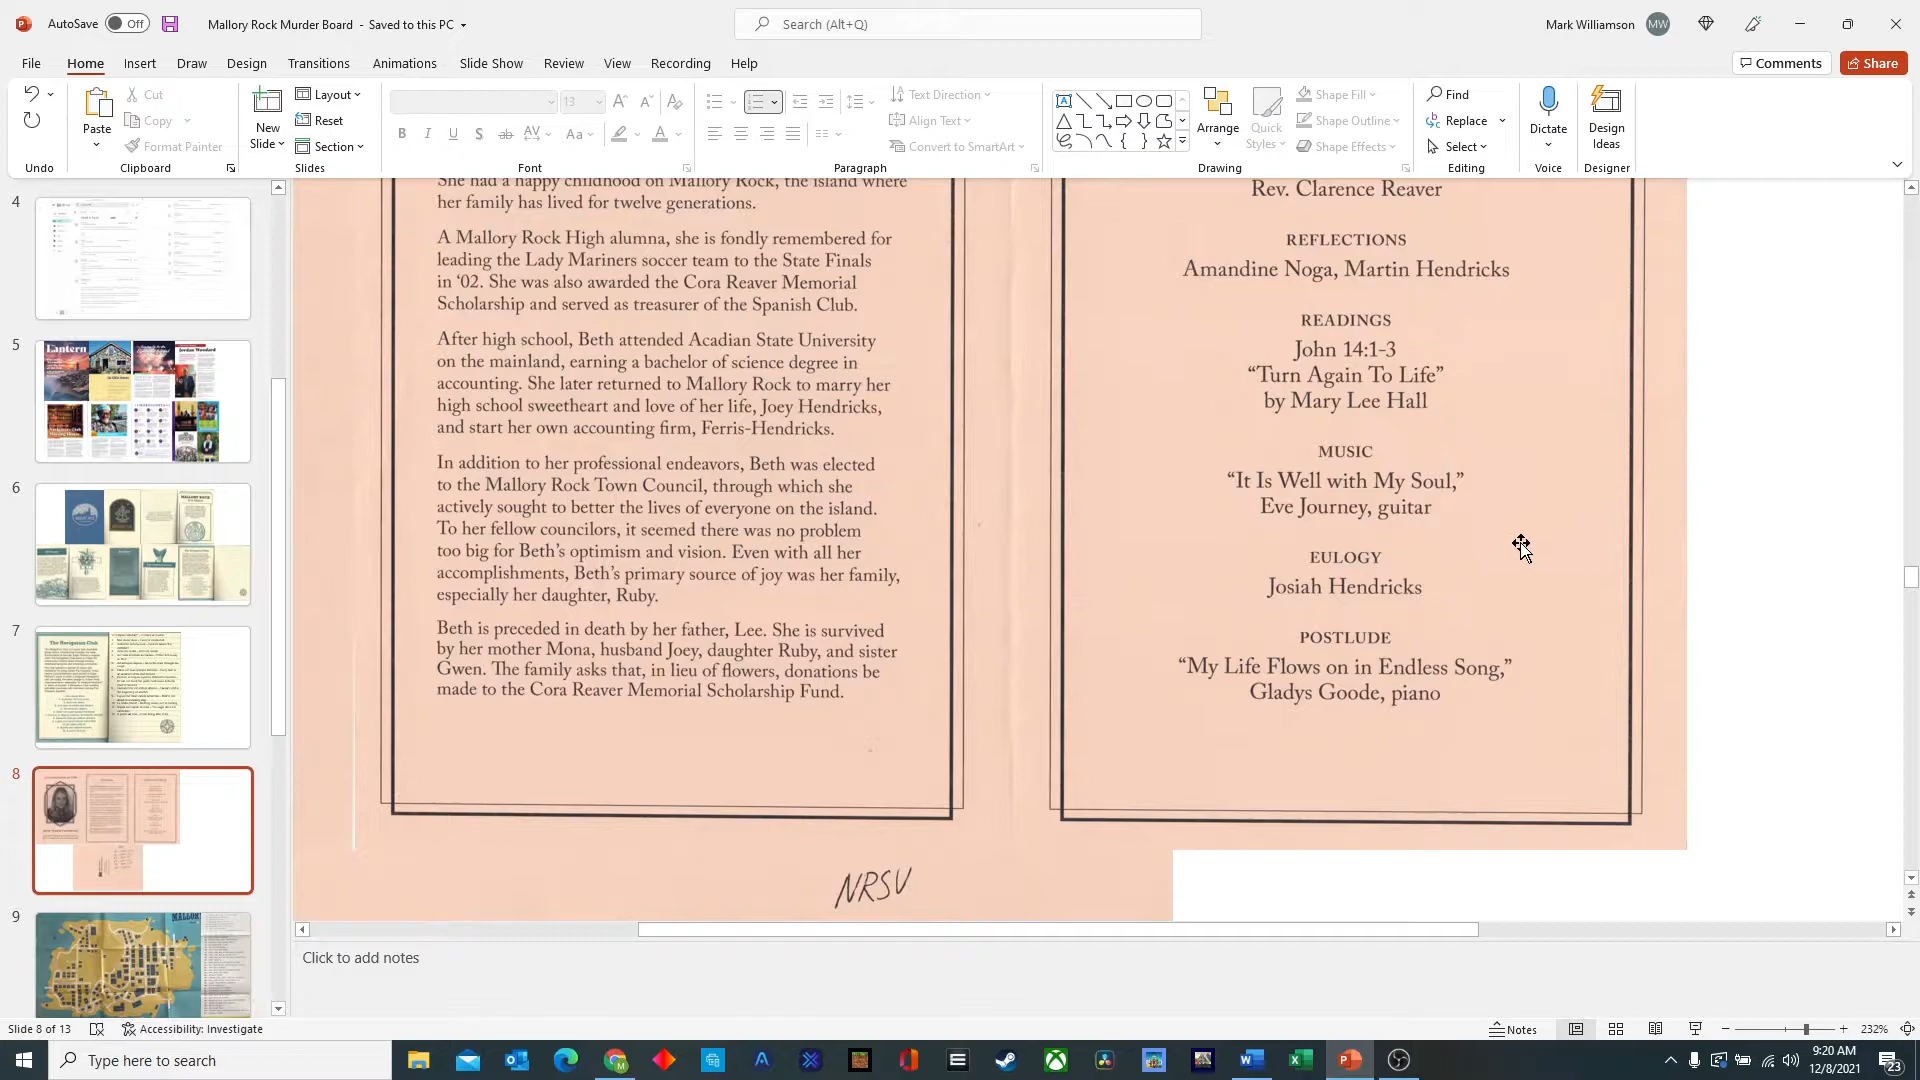 AutoSave Off
Mallory Rock Murder Board - Saved to this PC
Search (Alt+Q)
Mark Williamson MW
File Home Insert Draw Design Transitions Animations Slide Show Review View Recording Help
Comments Share
Paste
Cut
Copy
Format Painter
New Slide
Layout
Reset
Section
13
Text Direction
Align Text
Convert to SmartArt
Arrange
Quick Styles
Shape Fill
Shape Outline
Shape Effects
Find
Replace
Select
Dictate
Design Ideas
Undo Clipboard Slides Font Paragraph Drawing Editing Voice Designer
4
5
6
7
8
9
She had a happy childhood on Mallory Rock, the island where
her family has lived for twelve generations.
A Mallory Rock High alumna, she is fondly remembered for
leading the Lady Mariners soccer team to the State Finals
in ‘02. She was also awarded the Cora Reaver Memorial
Scholarship and served as treasurer of the Spanish Club.
After high school, Beth attended Acadian State University
on the mainland, earning a bachelor of science degree in
accounting. She later returned to Mallory Rock to marry her
high school sweetheart and love of her life, Joey Hendricks,
and start her own accounting firm, Ferris-Hendricks.
In addition to her professional endeavors, Beth was elected
to the Mallory Rock Town Council, through which she
actively sought to better the lives of everyone on the island.
To her fellow councilors, it seemed there was no problem
too big for Beth’s optimism and vision. Even with all her
accomplishments, Beth’s primary source of joy was her family,
especially her daughter, Ruby.
Beth is preceded in death by her father, Lee. She is survived
by her mother Mona, husband Joey, daughter Ruby, and sister
Gwen. The family asks that, in lieu of flowers, donations be
made to the Cora Reaver Memorial Scholarship Fund.
Rev. Clarence Reaver
REFLECTIONS
Amandine Noga, Martin Hendricks
READINGS
John 14:1-3
“Turn Again To Life”
by Mary Lee Hall
MUSIC
“It Is Well with My Soul,”
Eve Journey, guitar
EULOGY
Josiah Hendricks
POSTLUDE
“My Life Flows on in Endless Song,”
Gladys Goode, piano
NRSV
Click to add notes
Slide 8 of 13
Accessibility: Investigate
Notes
232%
Type here to search
9:20 AM
12/8/2021
23